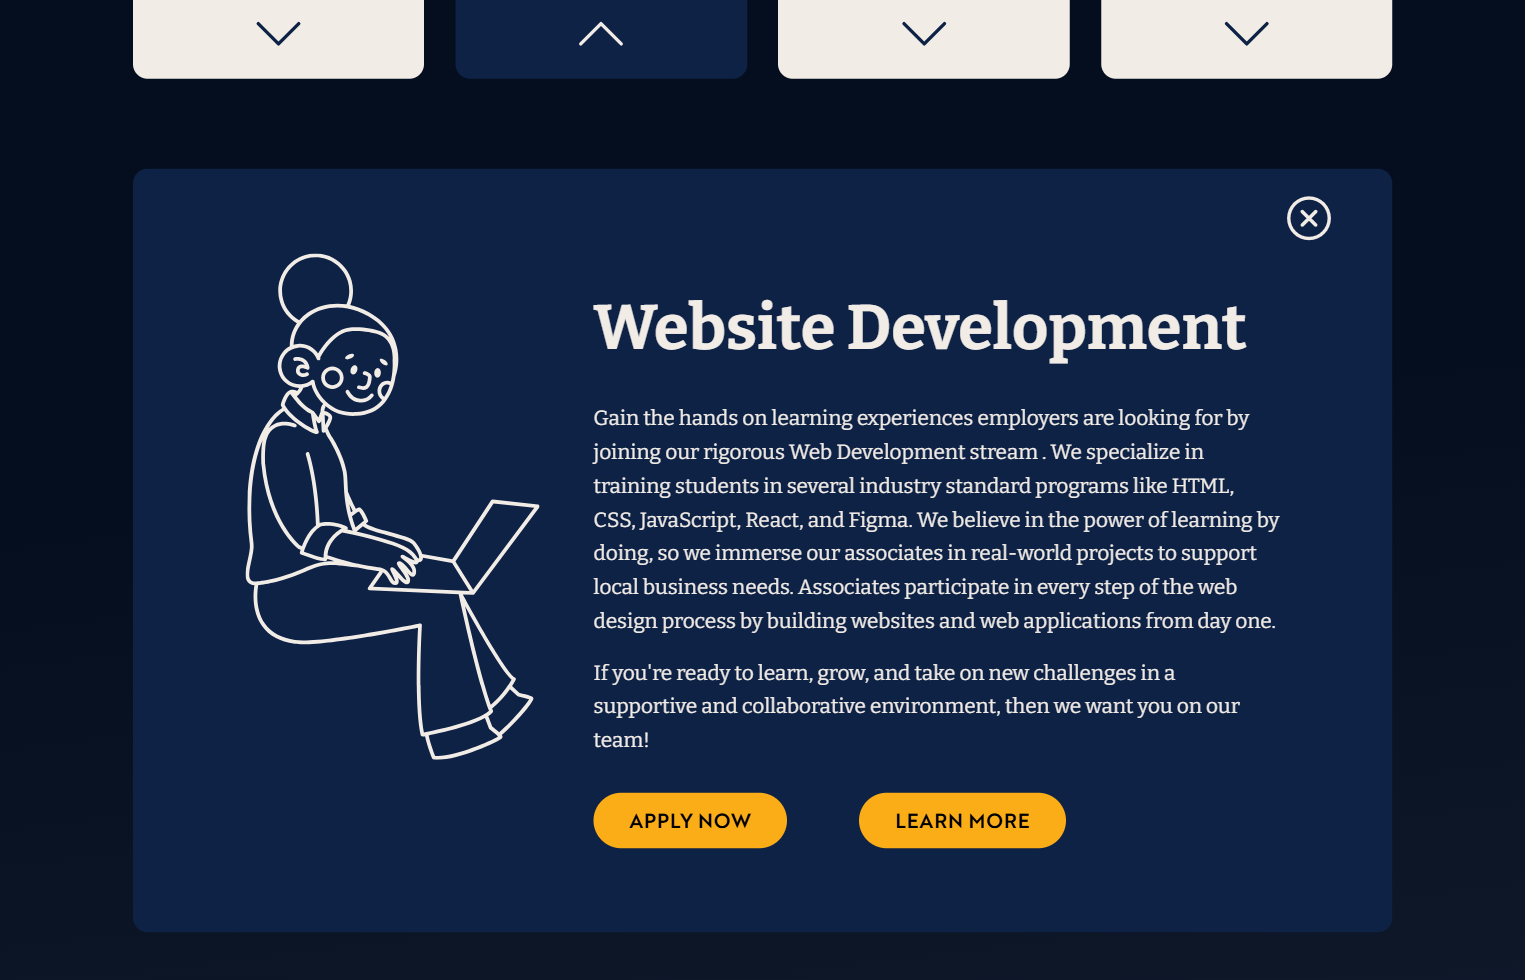 Website Development
Gain the hands on learning experiences employers are looking for by
joining our rigorous Web Development stream . We specialize in
training students in several industry standard programs like HTML,
CSS, JavaScript, React, and Figma. We believe in the power of learning by
doing, so we immerse our associates in real-world projects to support
local business needs. Associates participate in every step of the web
design process by building websites and web applications from day one.
If you're ready to learn, grow, and take on new challenges in a
supportive and collaborative environment, then we want you on our
team!
APPLY NOW
LEARN MORE